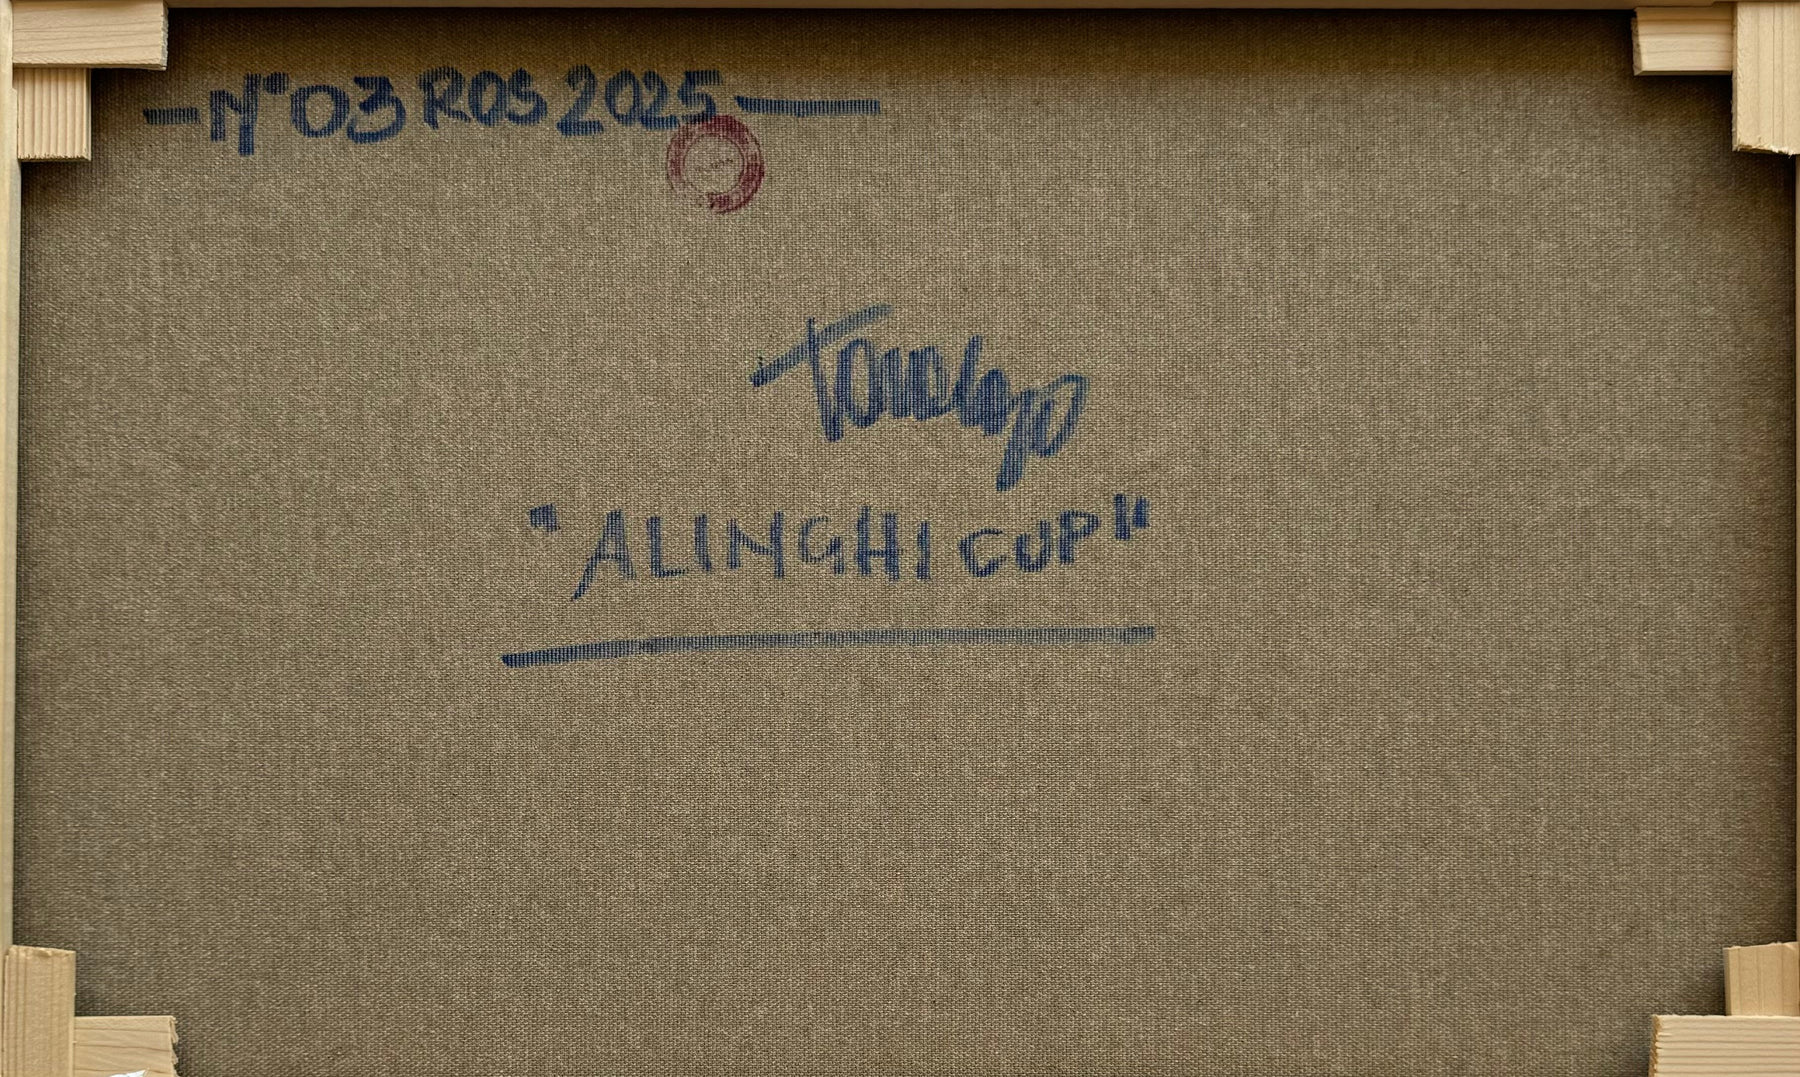 — N° 03 ROS 2025 —
"ALINGHI CUP"